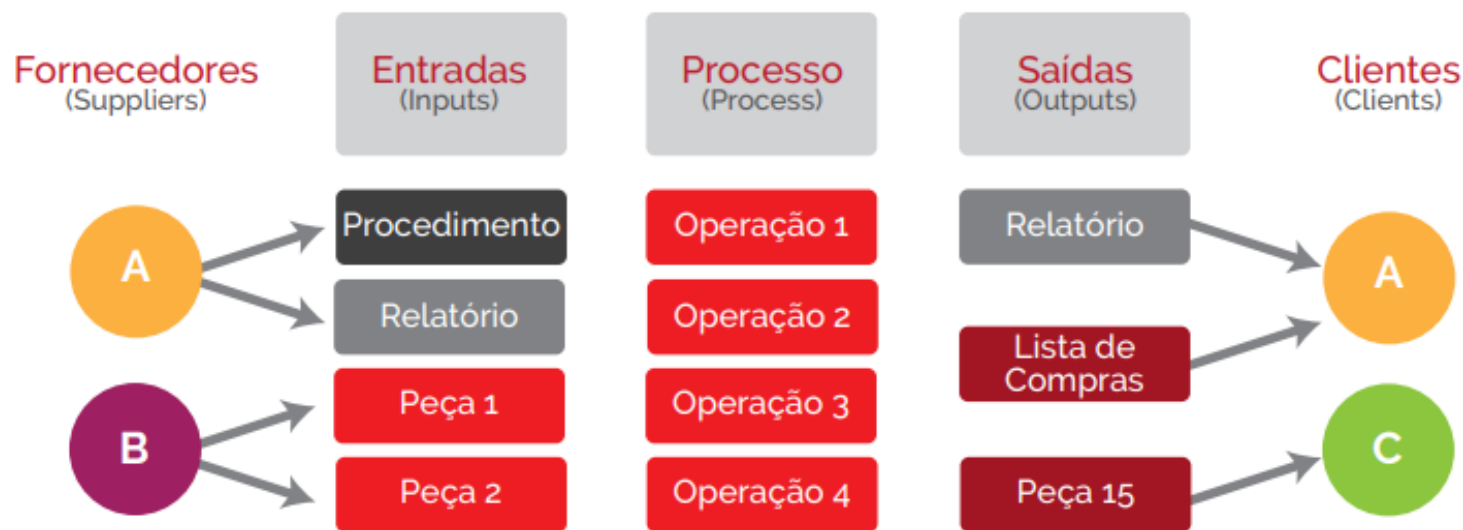 Fornecedores
(Suppliers)
Entradas
(Inputs)
Processo
(Process)
Saídas
(Outputs)
Clientes
(Clients)
A
Procedimento
Relatório
B
Peça 1
Peça 2
Operação 1
Operação 2
Operação 3
Operação 4
Relatório
Lista de
Compras
Peça 15
A
C